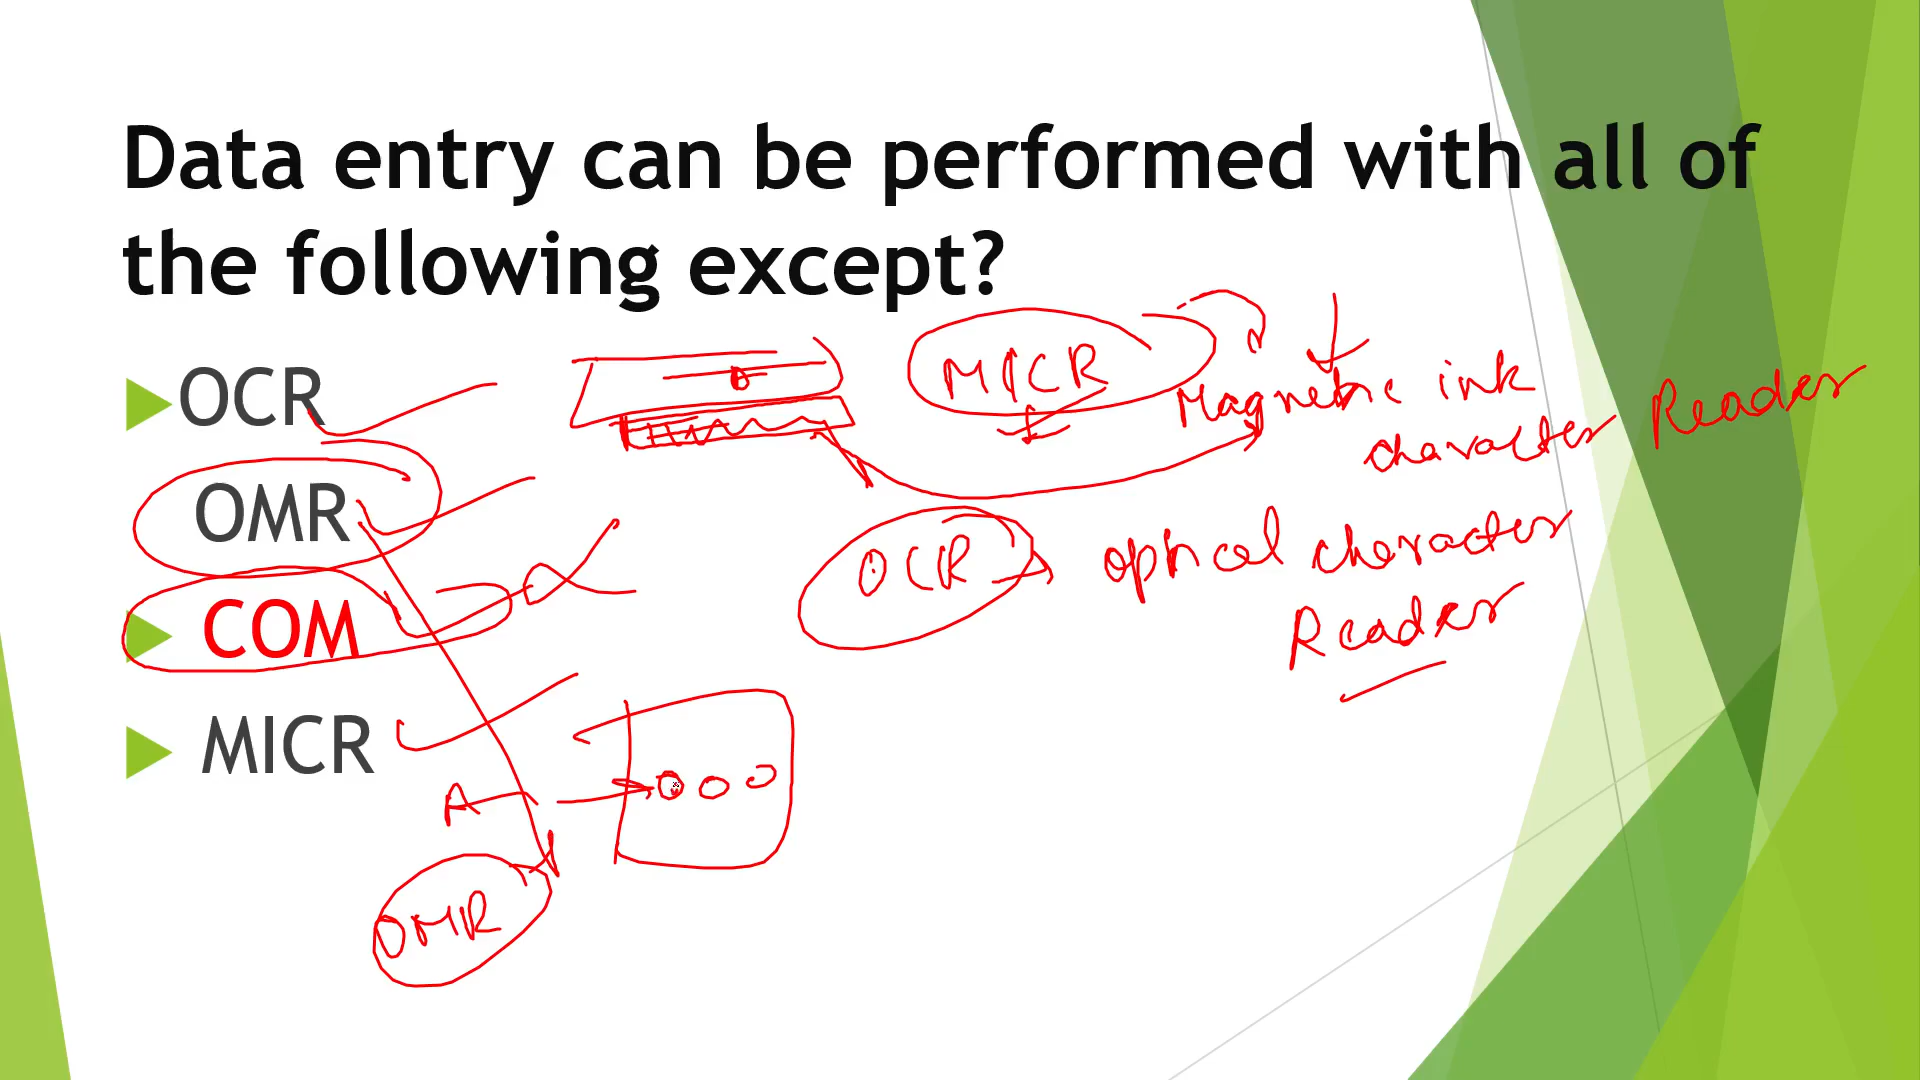 Data entry can be performed with all of
the following except?
OCR
OMR
COM
MICR
MICR
Magnetic ink
character Reader
OCR
optical character
Reader
A
OMR